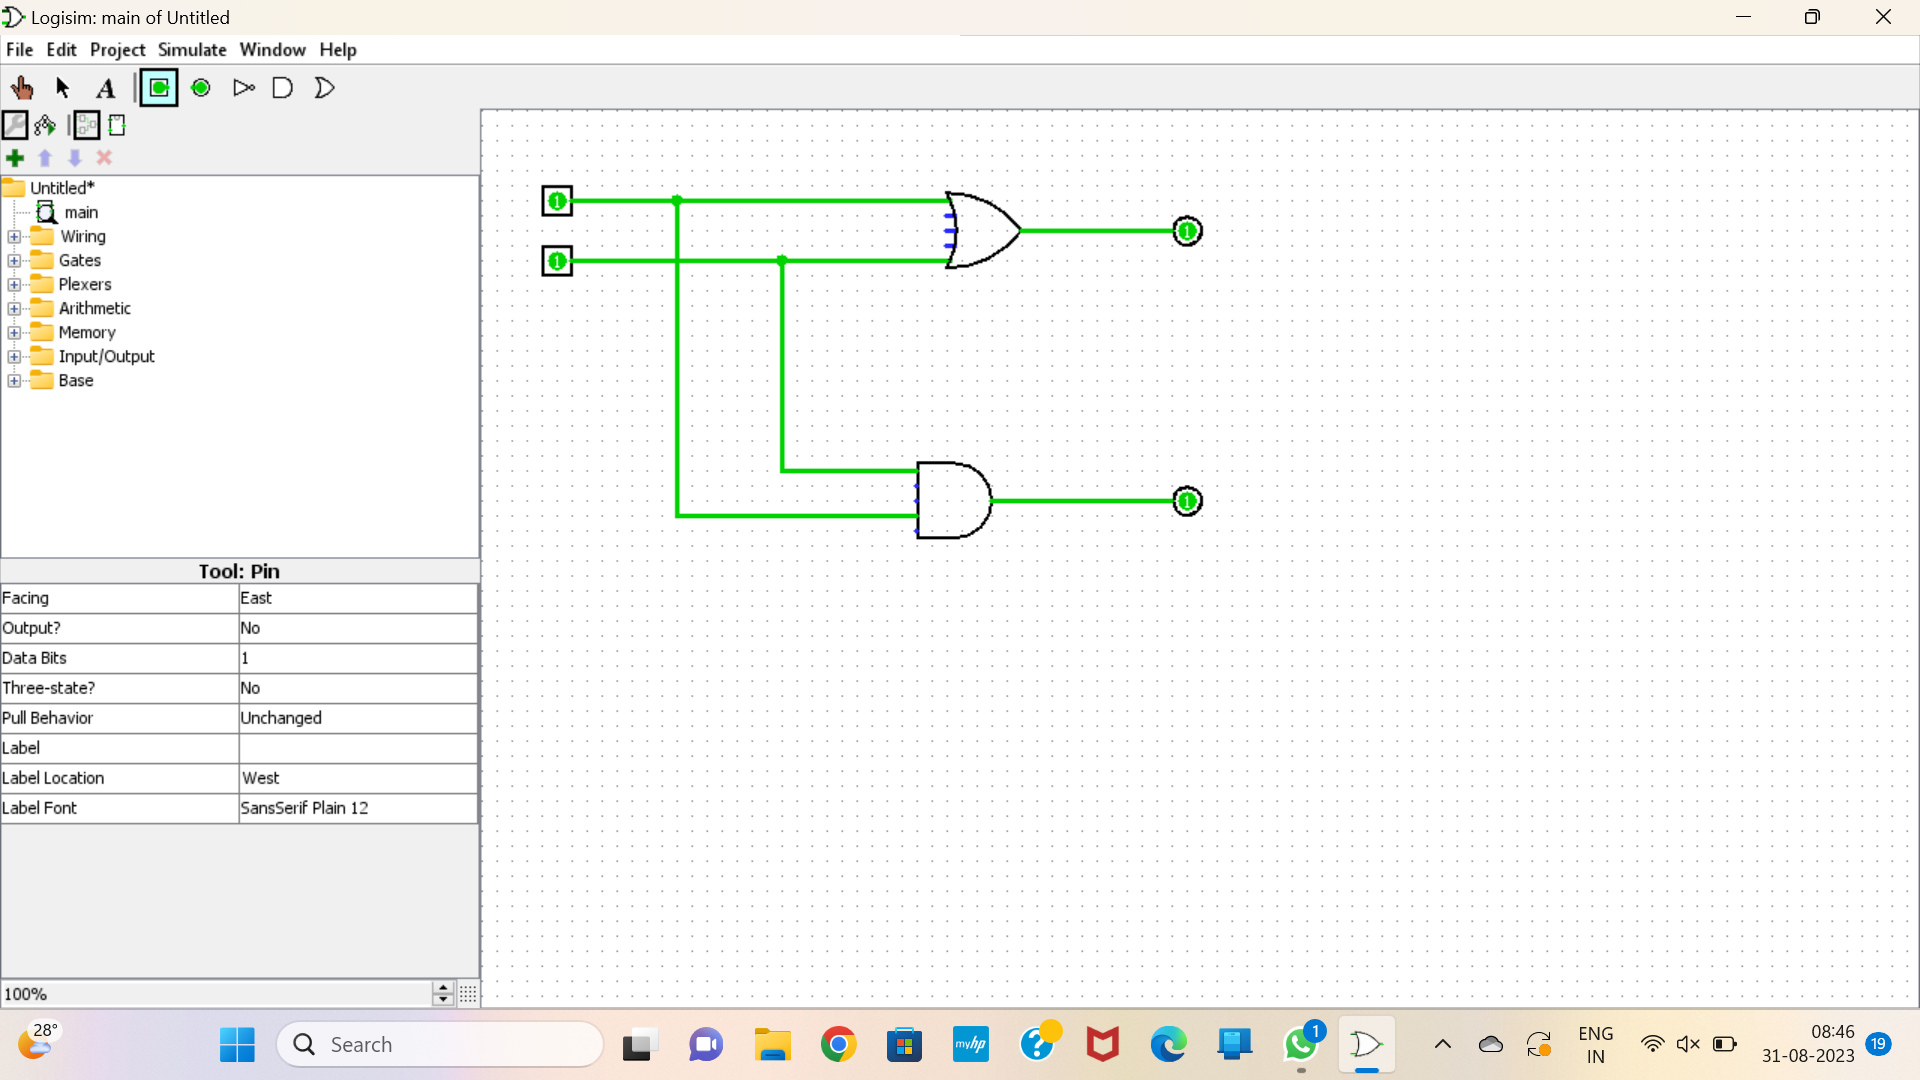 Logisim: main of Untitled
File Edit Project Simulate Window Help
A
Untitled*
main
Wiring
Gates
Plexers
Arithmetic
Memory
Input/Output
Base
Tool: Pin
Facing East
Output? No
Data Bits 1
Three-state? No
Pull Behavior Unchanged
Label
Label Location West
Label Font SansSerif Plain 12
100%
1
1
1
1
28°
Search
myhp
?
1
ENG
IN
08:46
31-08-2023
19